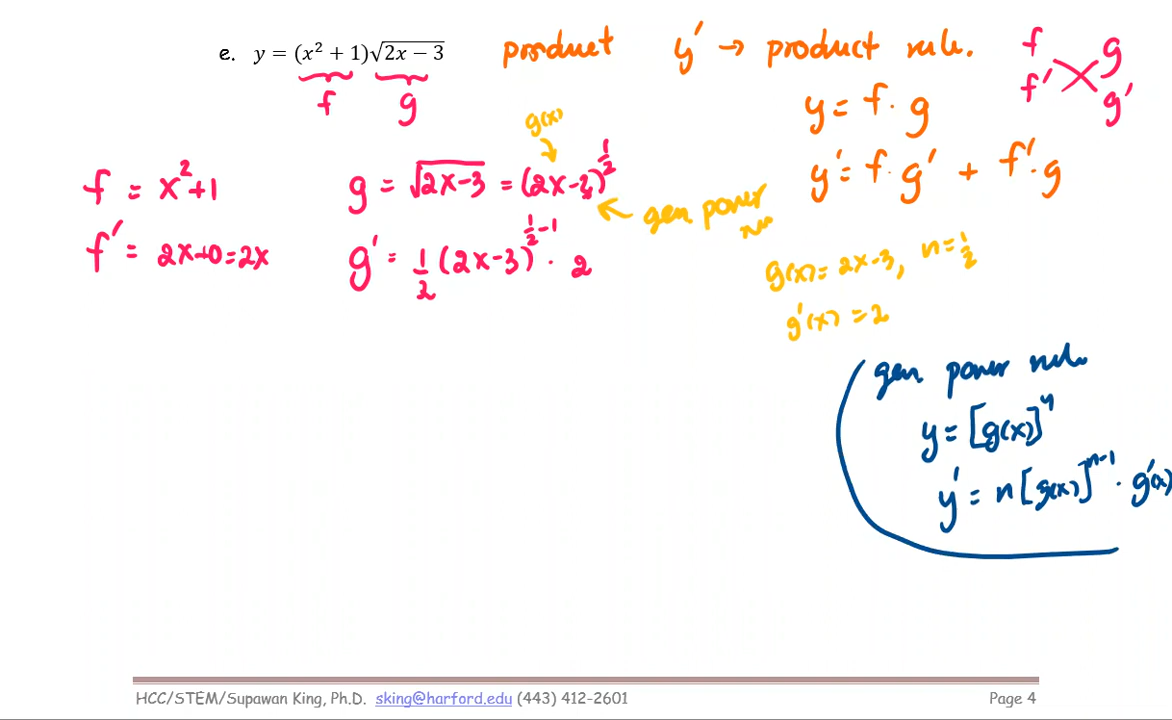 e. y = (x² + 1)√(2x − 3)
f g
product y' → product rule.
f g
f' g'
y = f · g
y' = f · g' + f' · g
g(x)
f = x² + 1
g = √(2x−3) = (2x−3)^(1/2)
← gen power
f' = 2x+0 = 2x
g' = 1/2 (2x−3)^(1/2 −1) · 2
g(x) = 2x−3, n = 1/2
g'(x) = 2
gen power rule
y = [g(x)]^n
y' = n[g(x)]^(n-1) · g'(x)
HCC/STEM/Supawan King, Ph.D. sking@harford.edu (443) 412-2601
Page 4